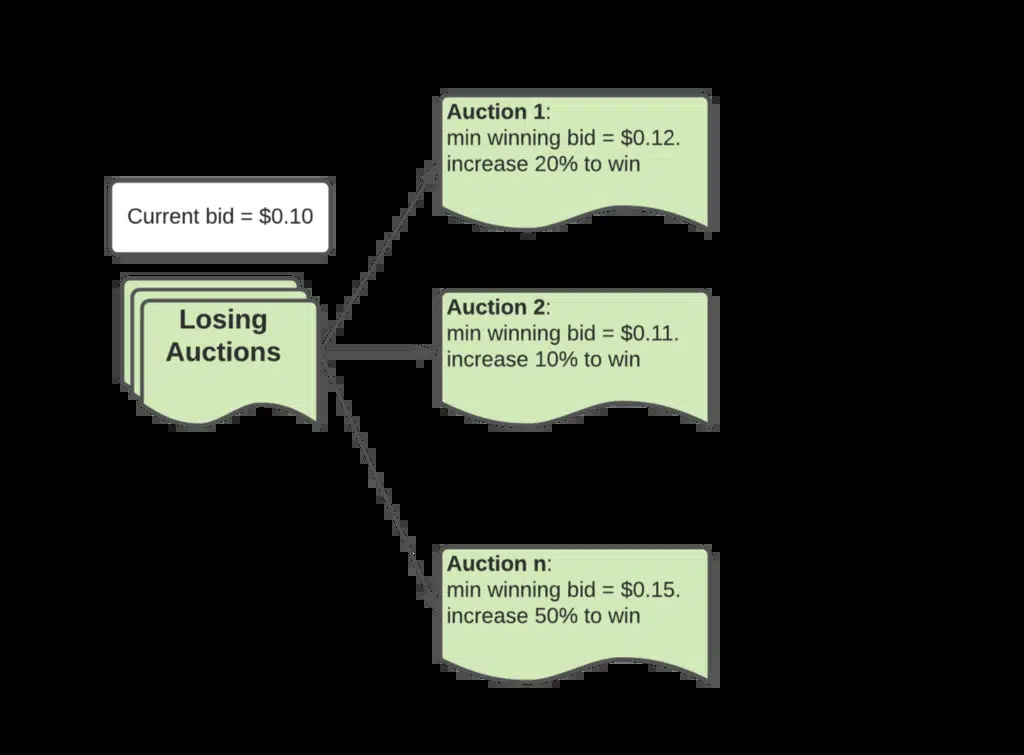 Current bid = $0.10
Losing
Auctions
Auction 1:
min winning bid = $0.12.
increase 20% to win
Auction 2:
min winning bid = $0.11.
increase 10% to win
Auction n:
min winning bid = $0.15.
increase 50% to win